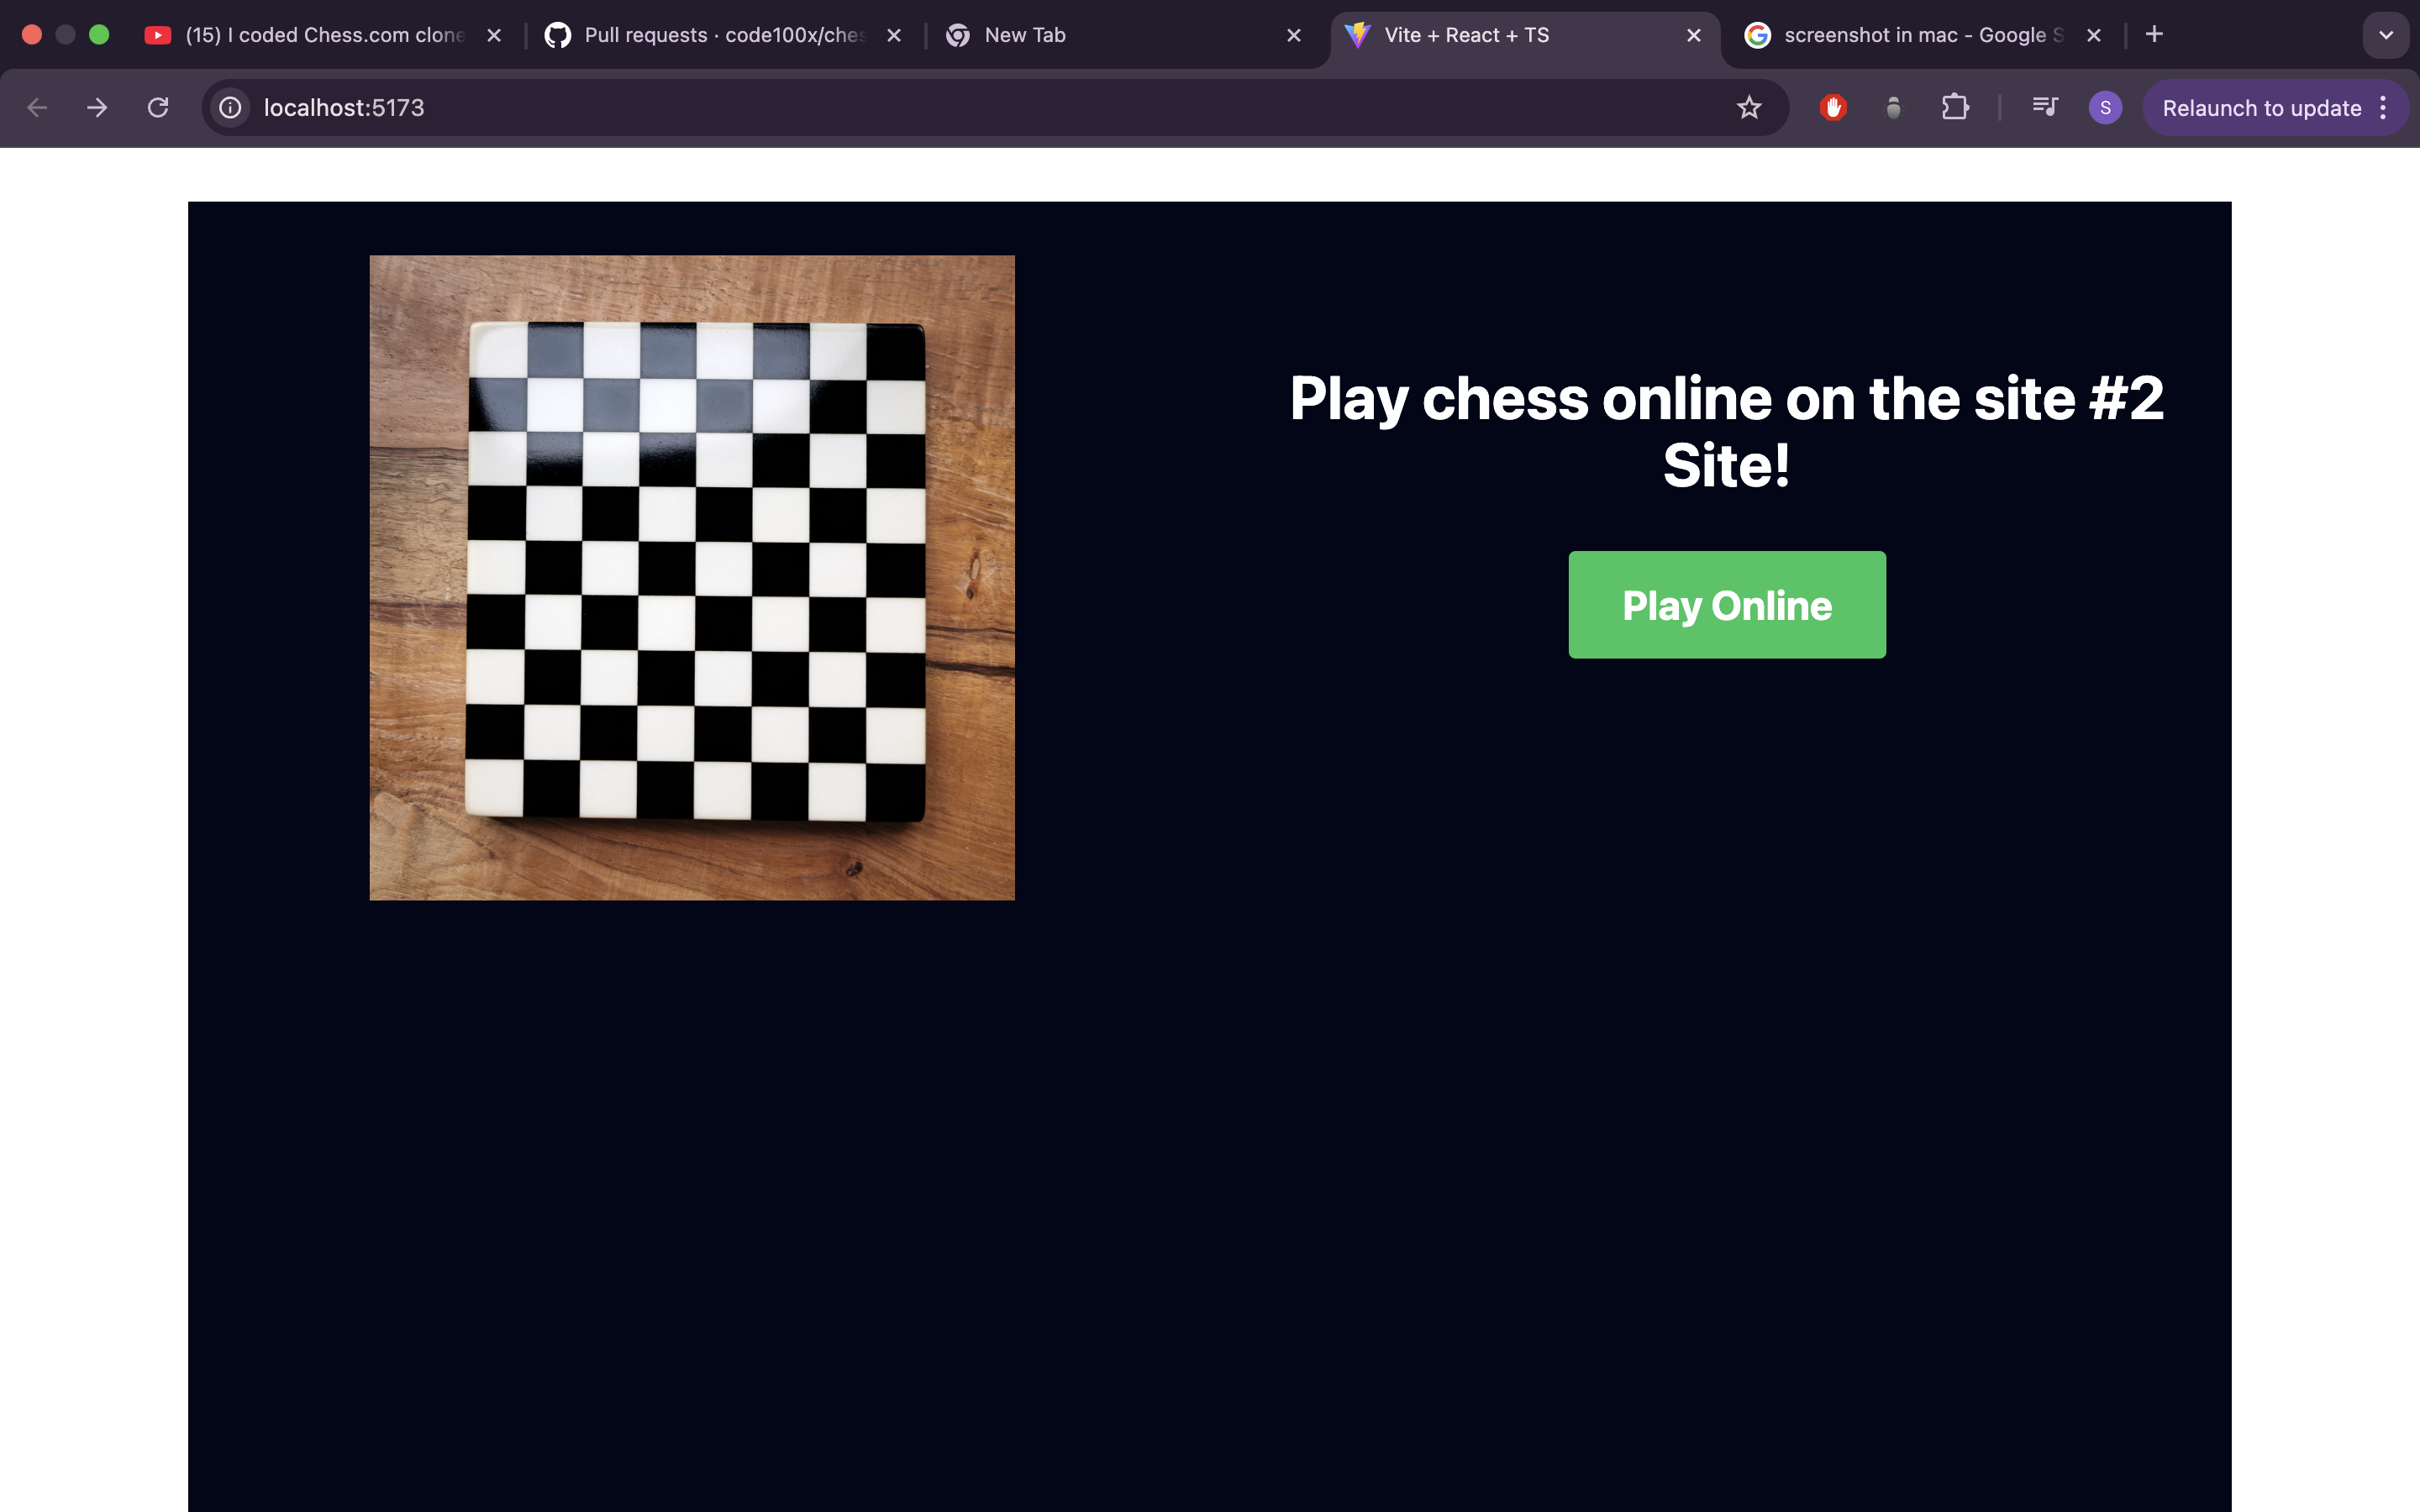 (15) I coded Chess.com clone
Pull requests · code100x/ches
New Tab
Vite + React + TS
screenshot in mac - Google S
localhost:5173
S
Relaunch to update
Play chess online on the site #2
Site!
Play Online